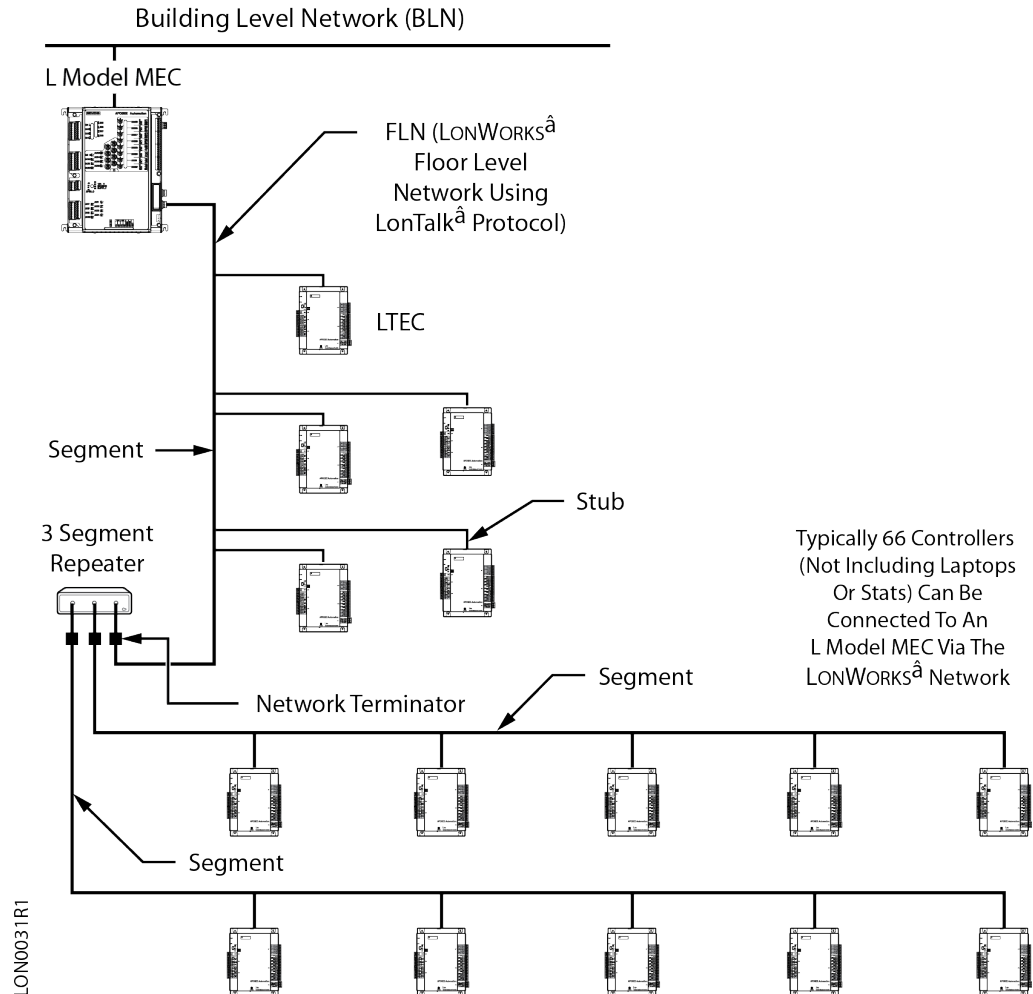 Building Level Network (BLN)
L Model MEC
FLN (LONWORKSâ
Floor Level
Network Using
LonTalkâ Protocol)
LTEC
Segment
Stub
3 Segment
Repeater
Typically 66 Controllers
(Not Including Laptops
Or Stats) Can Be
Connected To An
L Model MEC Via The
LONWORKSâ Network
Segment
Network Terminator
Segment
LON0031R1